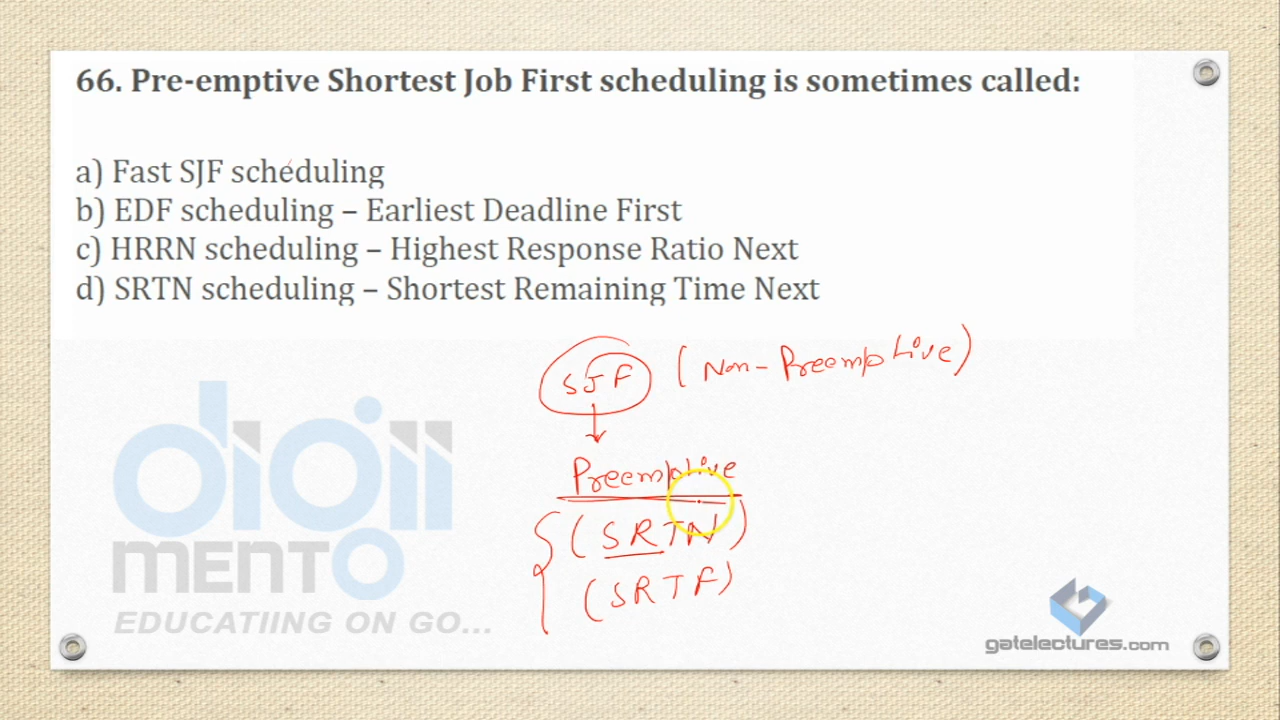 66. Pre-emptive Shortest Job First scheduling is sometimes called:
a) Fast SJF scheduling
b) EDF scheduling – Earliest Deadline First
c) HRRN scheduling – Highest Response Ratio Next
d) SRTN scheduling – Shortest Remaining Time Next
SJF (Non-Preemptive)
Preemptive
(SRTN)
(SRTF)
digii
MENTO
EDUCATIING ON GO...
gatelectures.com